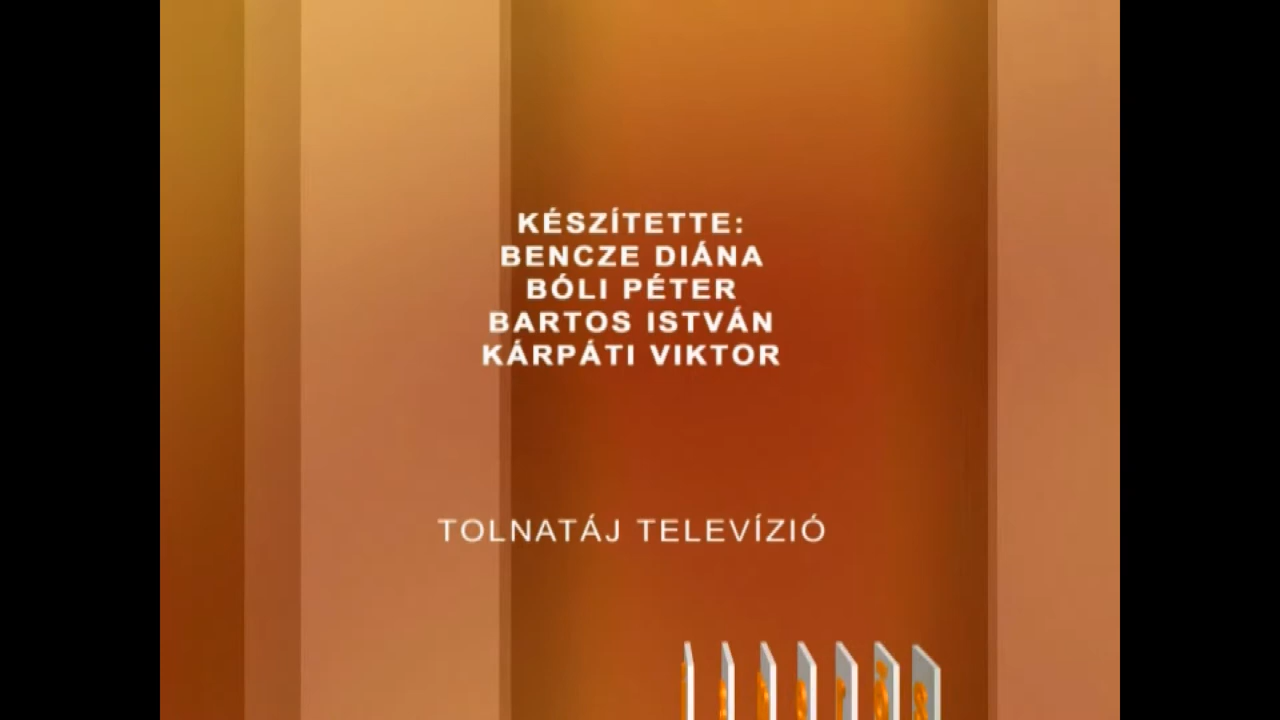 KÉSZÍTETTE:
BENCZE DIÁNA
BÓLI PÉTER
BARTOS ISTVÁN
KÁRPÁTI VIKTOR
TOLNATÁJ TELEVÍZIÓ